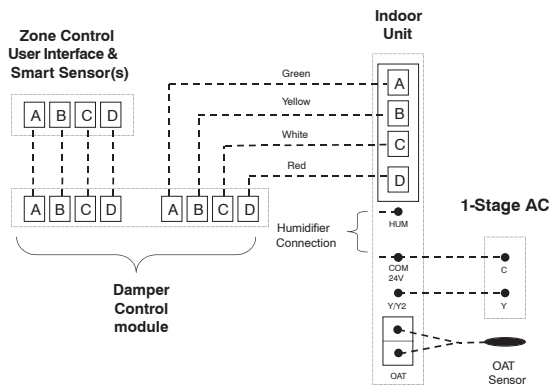 Zone Control
User Interface &
Smart Sensor(s)
A B C D
A B C D
A B C D
Damper
Control
module
Green
Yellow
White
Red
Humidifier
Connection
Indoor
Unit
A
B
C
D
HUM
COM
24V
Y/Y2
OAT
1-Stage AC
C
Y
OAT
Sensor